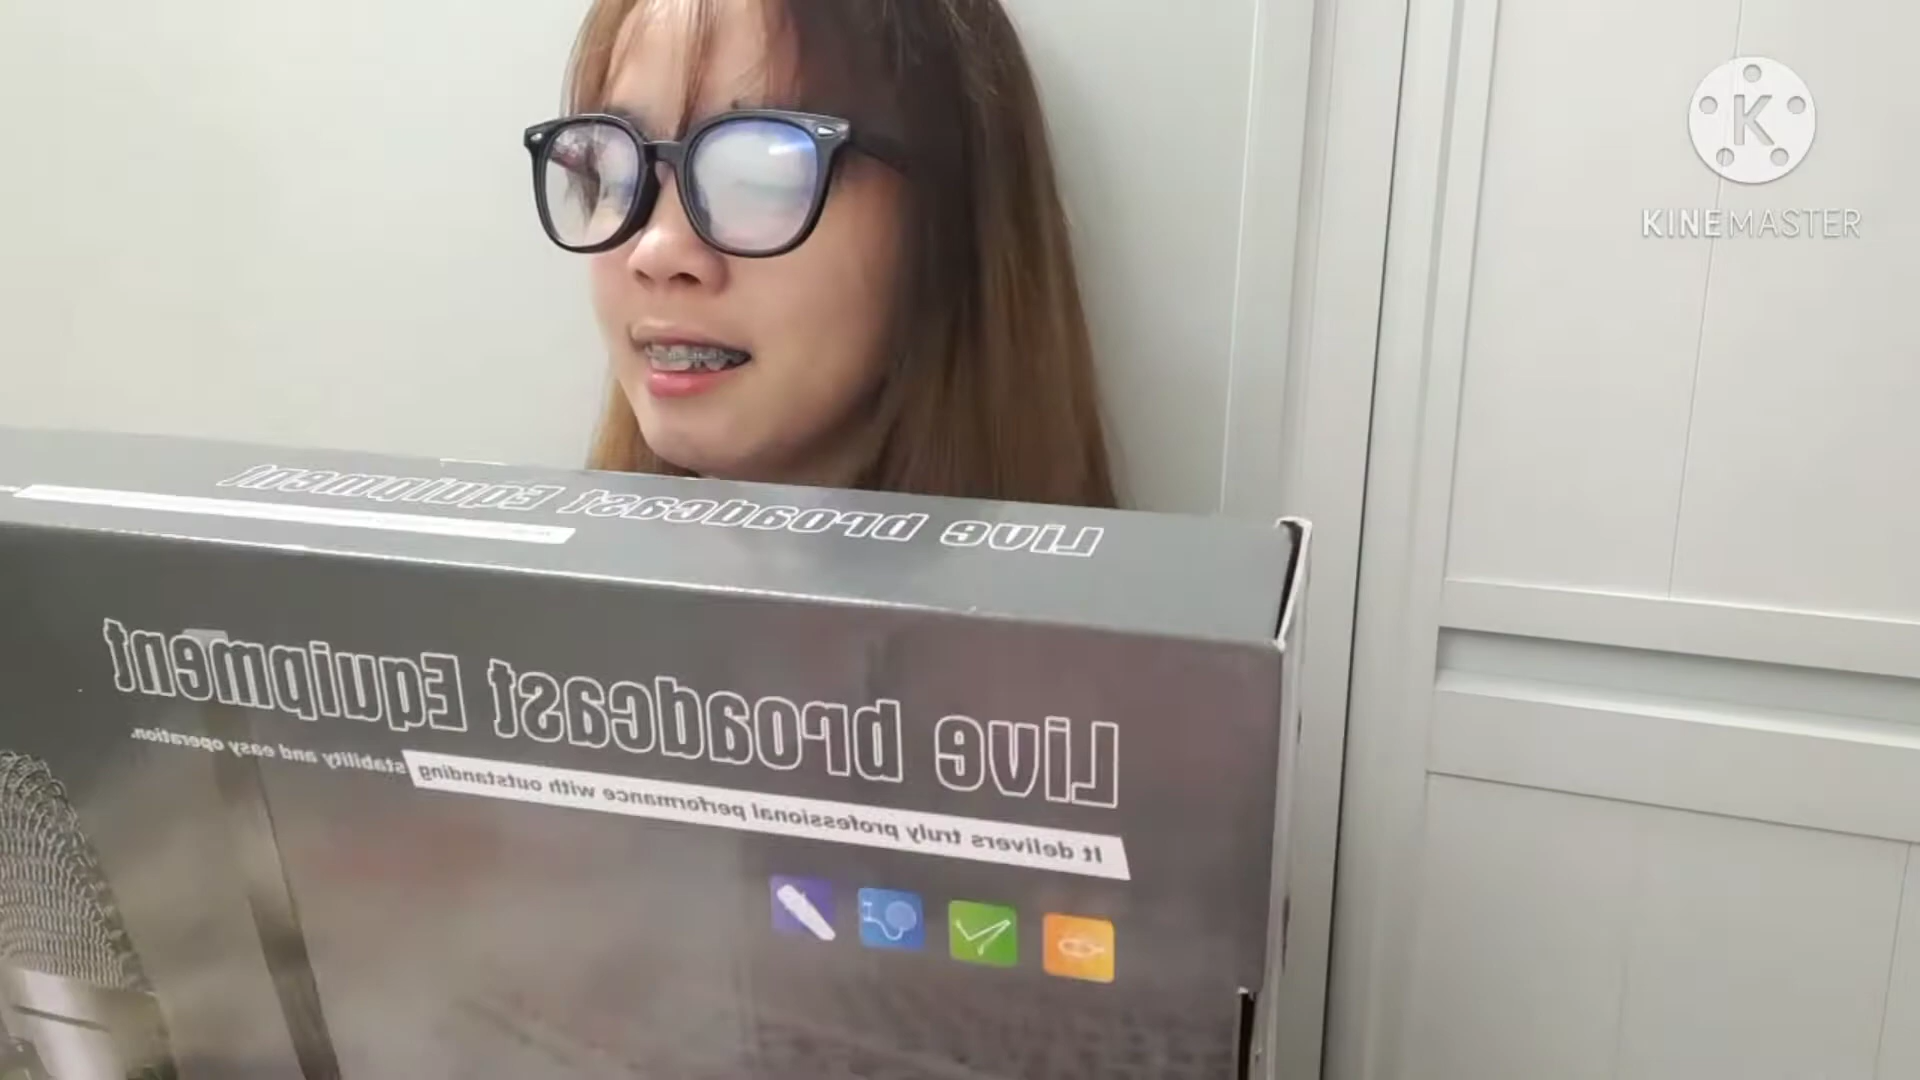 K
KINEMASTER
Live broadcast Equipment
Live broadcast Equipment
It delivers truly professional performance with outstanding stability and easy operation.